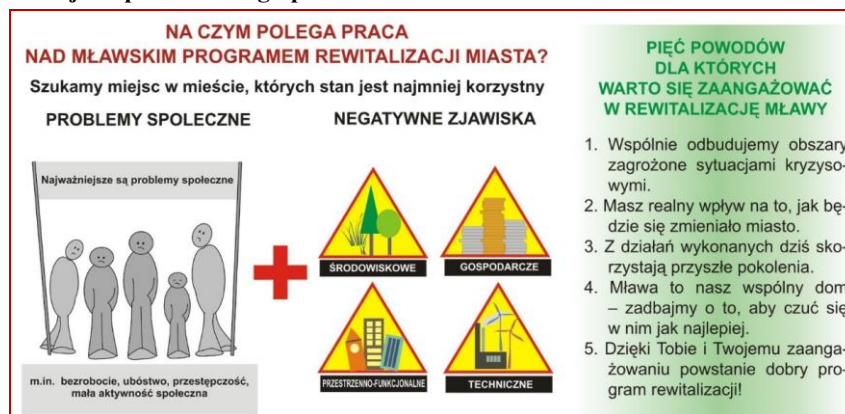 NA CZYM POLEGA PRACA
NAD MŁAWSKIM PROGRAMEM REWITALIZACJI MIASTA?
Szukamy miejsc w mieście, których stan jest najmniej korzystny
PROBLEMY SPOLECZNE
Najważniejsze są problemy społeczne
m.in. bezrobocie, ubóstwo, przestępczość,
mała aktywność społeczna
NEGATYWNE ZJAWISKA
ŚRODOWISKOWE
GOSPODARCZE
PRZESTRZENNO-FUNKCJONALNE
TECHNICZNE
PIĘĆ POWODÓW
DLA KTÓRYCH
WARTO SIĘ ZAANGAŻOWAĆ
W REWITALIZACJĘ MŁAWY
1. Wspólnie odbudujemy obszary
zagrożone sytuacjami kryzyso-
wymi.
2. Masz realny wpływ na to, jak bę-
dzie się zmieniało miasto.
3. Z działań wykonanych dziś sko-
rzystają przyszłe pokolenia.
4. Mława to nasz wspólny dom
– zadbajmy o to, aby czuć się
w nim jak najlepiej.
5. Dzięki Tobie i Twojemu zaanga-
żowaniu powstanie dobry pro-
gram rewitalizacji!